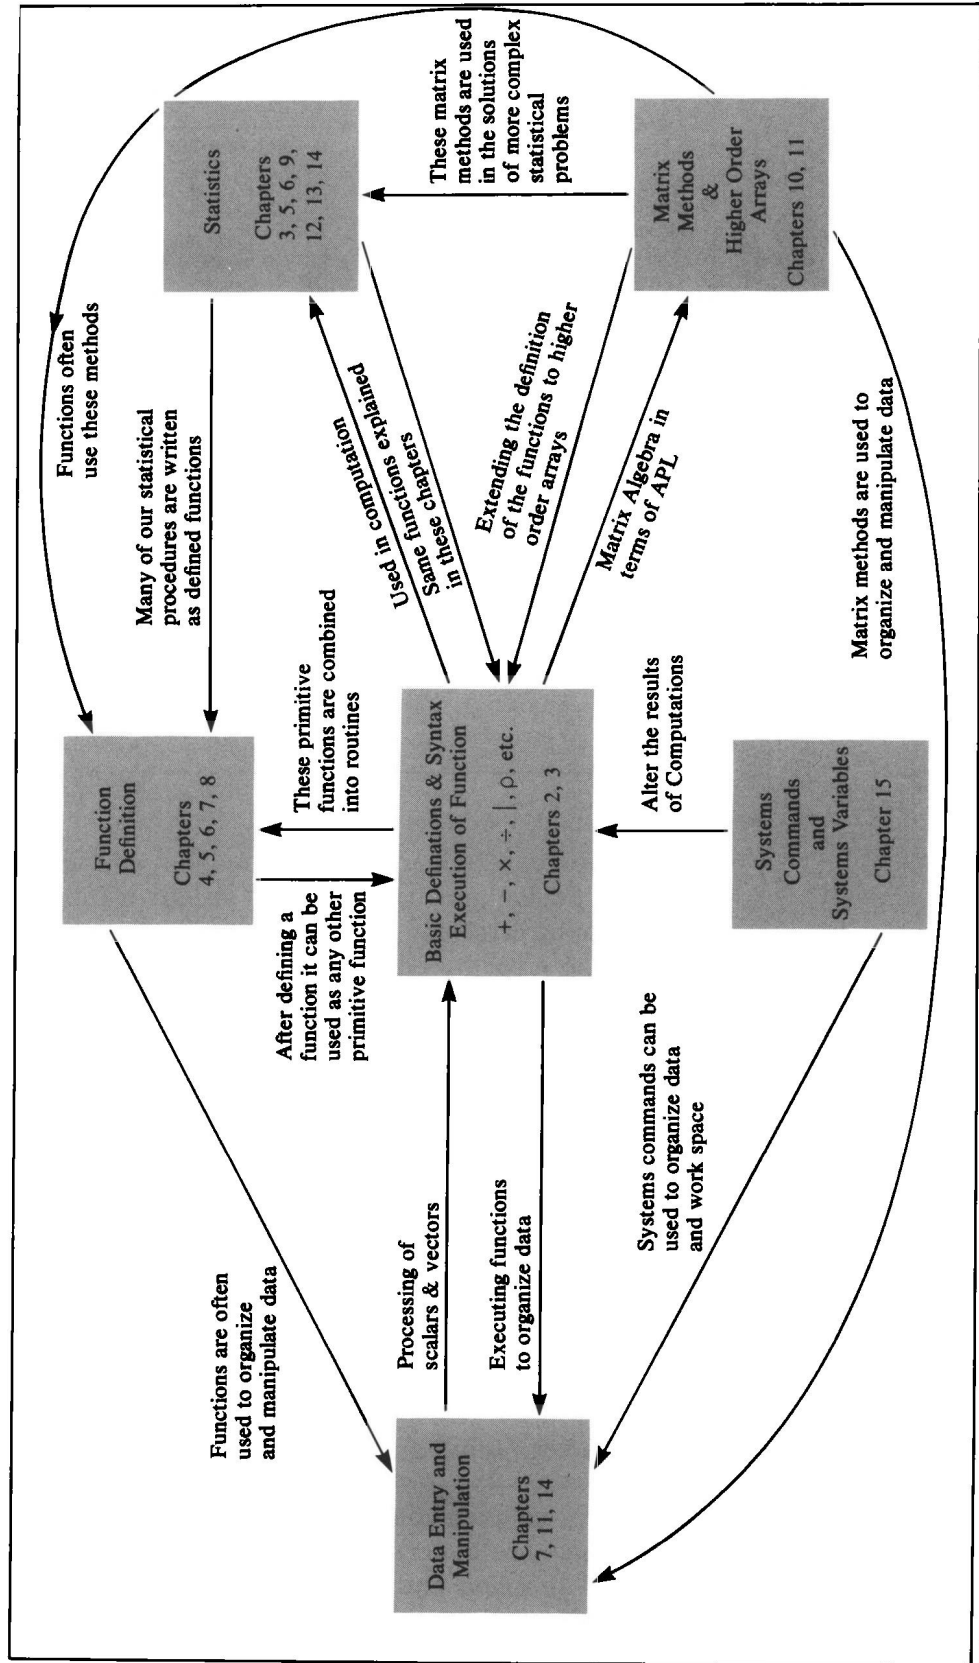 Functions often
use these methods
Many of our statistical
procedures are written
as defined functions
Functions are often
used to organize
and manipulate data
Function
Definition
Chapters
4, 5, 6, 7, 8
Statistics
Chapters
3, 5, 6, 9,
12, 13, 14
After defining a
function it can be
used as any other
primitive function
These primitive
functions are combined
into routines
Used in computation
Same functions explained
in these chapters
These matrix
methods are used
in the solutions
of more complex
statistical
problems
Data Entry and
Manipulation
Chapters
7, 11, 14
Processing of
scalars & vectors
Executing functions
to organize data
Basic Definations & Syntax
Execution of Function
+, −, ×, ÷, |, ρ, etc.
Chapters 2, 3
Extending the definition
of the functions to higher
order arrays
Matrix Algebra in
terms of APL
Matrix
Methods
&
Higher Order
Arrays
Chapters 10, 11
Systems commands can be
used to organize data
and work space
Alter the results
of Computations
Systems
Commands
and
Systems Variables
Chapter 15
Matrix methods are used to
organize and manipulate data